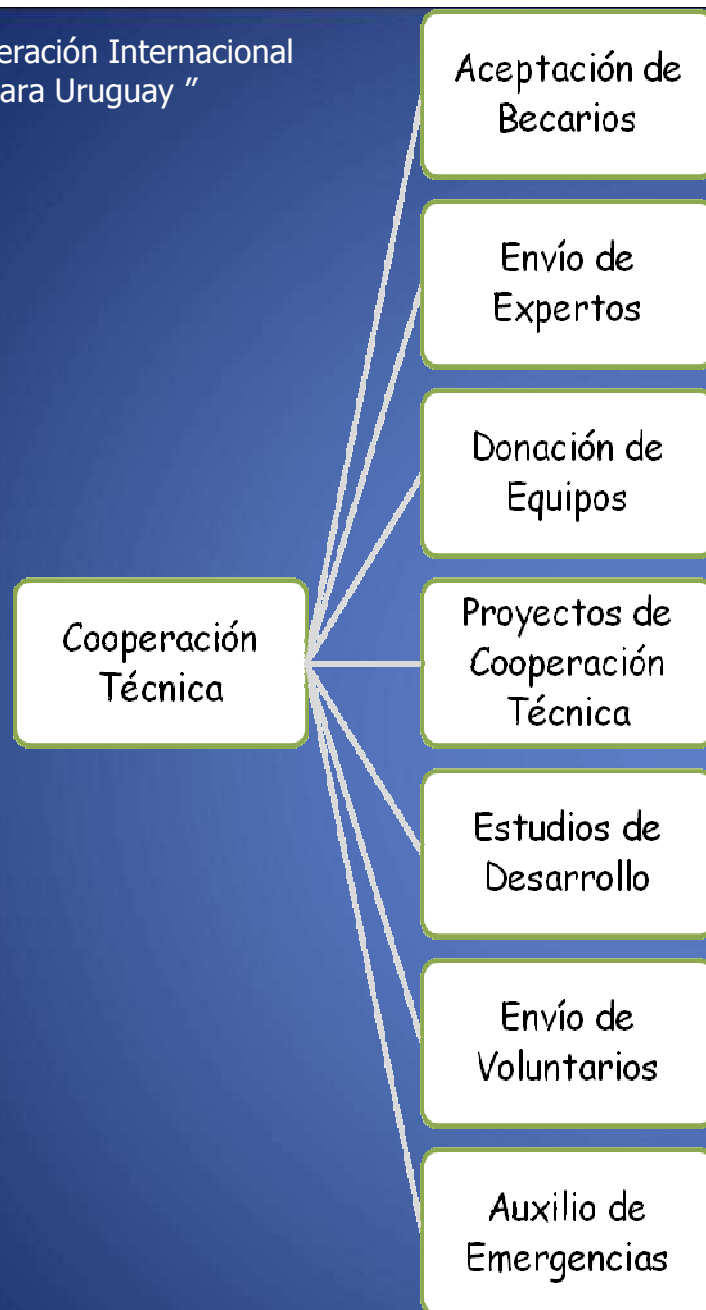 eración Internacional
ara Uruguay ”
Aceptación de
Becarios
Envío de
Expertos
Donación de
Equipos
Cooperación
Técnica
Proyectos de
Cooperación
Técnica
Estudios de
Desarrollo
Envío de
Voluntarios
Auxilio de
Emergencias